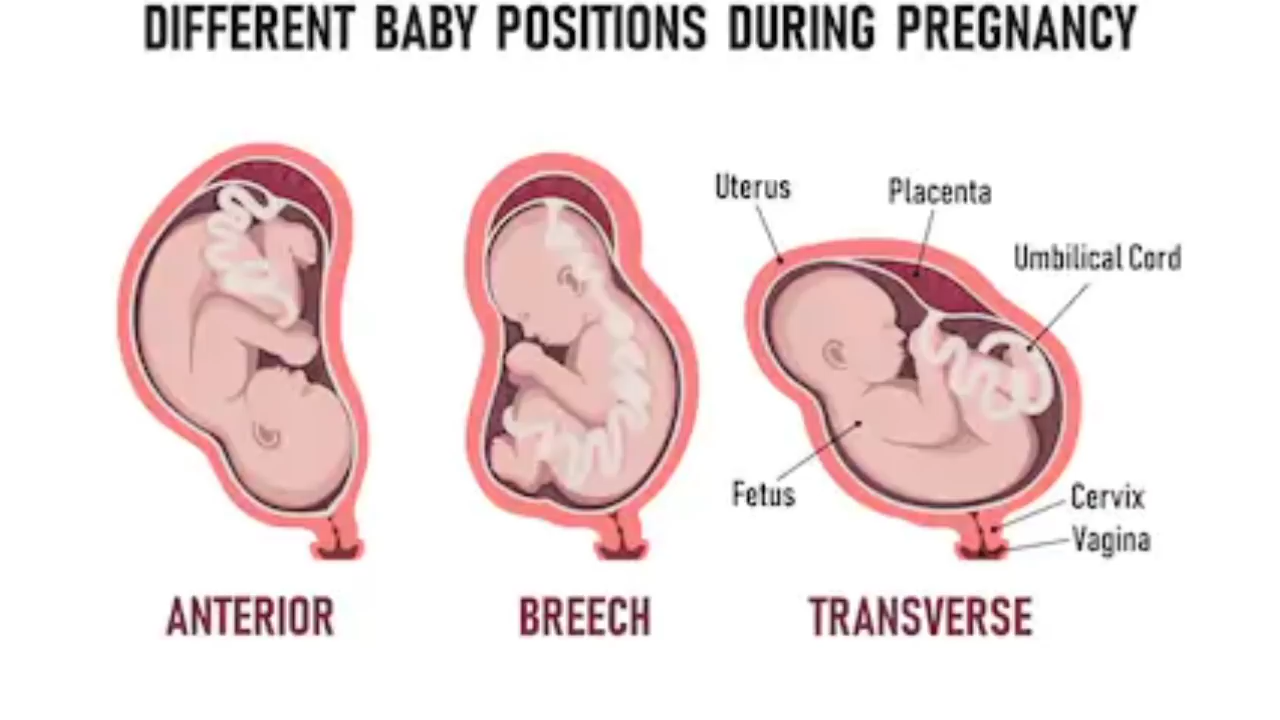 DIFFERENT BABY POSITIONS DURING PREGNANCY
Uterus
Placenta
Umbilical Cord
Fetus
Cervix
Vagina
ANTERIOR
BREECH
TRANSVERSE